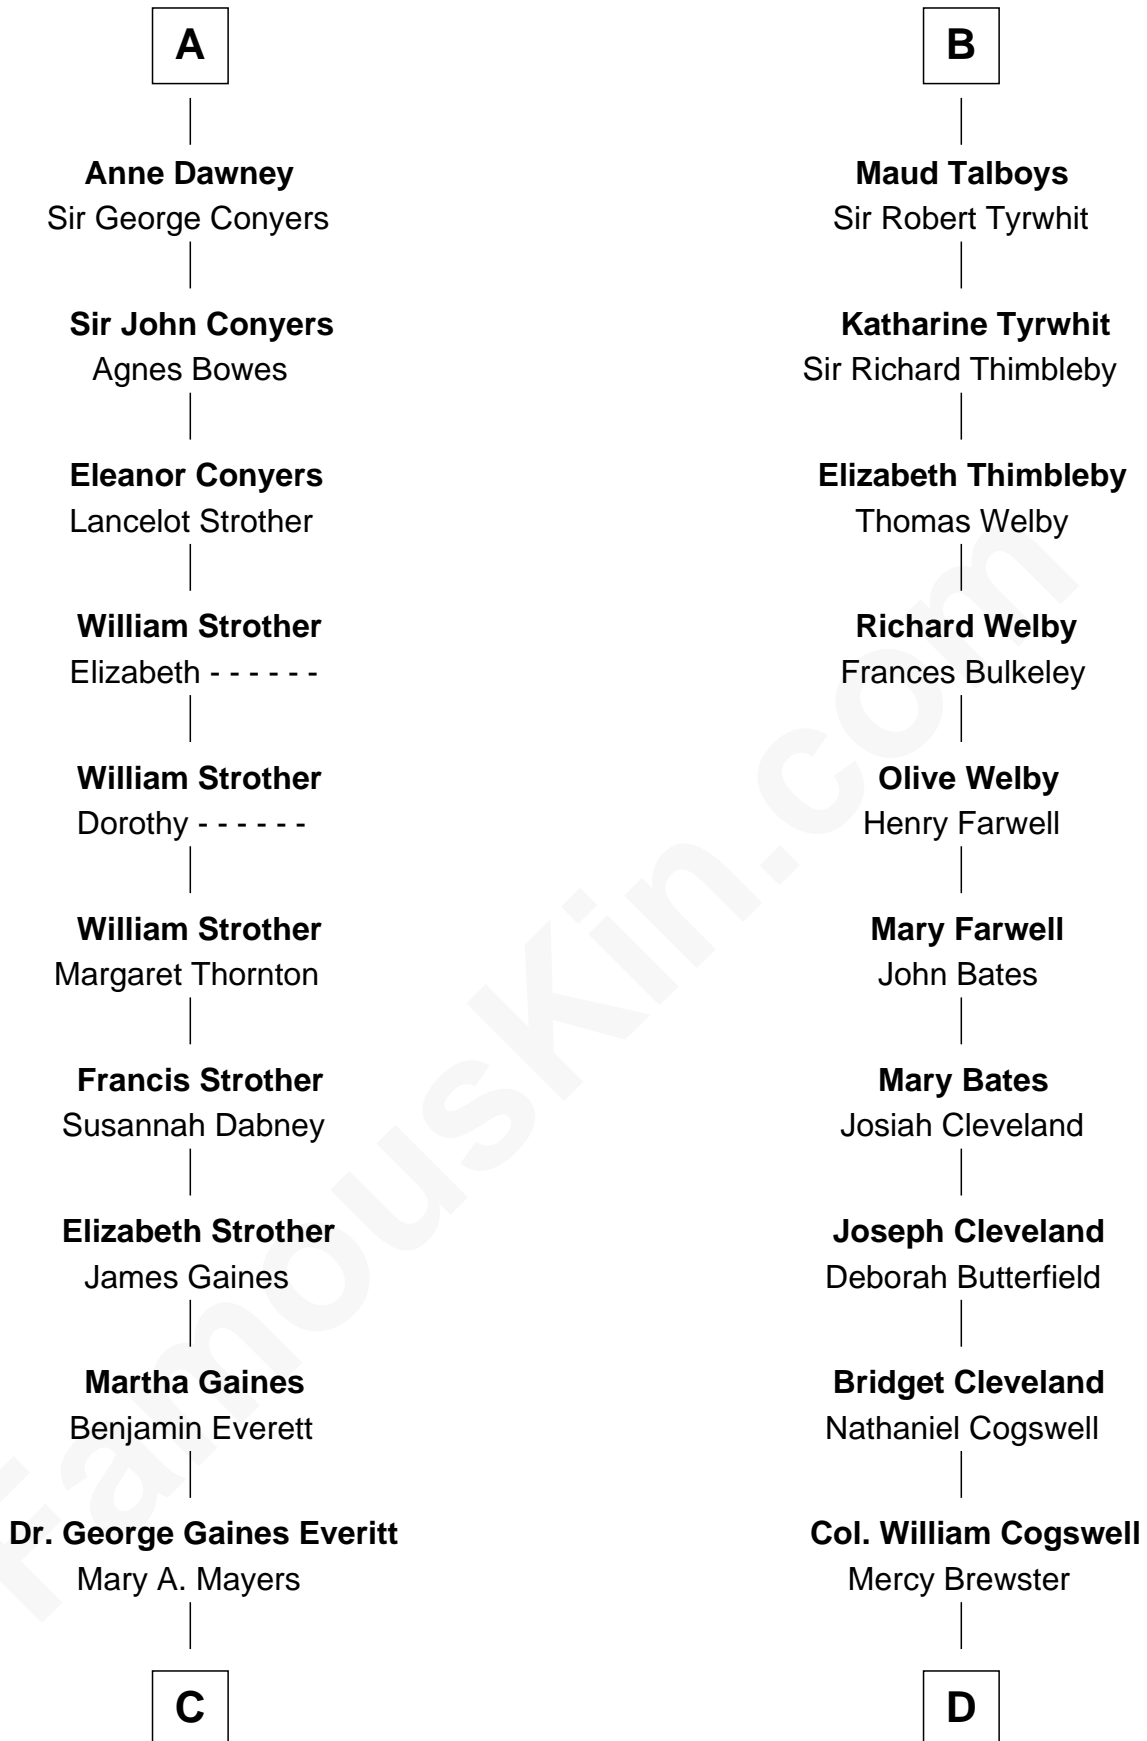 A
Anne Dawney
Sir George Conyers
Sir John Conyers
Agnes Bowes
Eleanor Conyers
Lancelot Strother
William Strother
Elizabeth - - - - - -
William Strother
Dorothy - - - - - -
William Strother
Margaret Thornton
Francis Strother
Susannah Dabney
Elizabeth Strother
James Gaines
Martha Gaines
Benjamin Everett
Dr. George Gaines Everitt
Mary A. Mayers
C
B
Maud Talboys
Sir Robert Tyrwhit
Katharine Tyrwhit
Sir Richard Thimbleby
Elizabeth Thimbleby
Thomas Welby
Richard Welby
Frances Bulkeley
Olive Welby
Henry Farwell
Mary Farwell
John Bates
Mary Bates
Josiah Cleveland
Joseph Cleveland
Deborah Butterfield
Bridget Cleveland
Nathaniel Cogswell
Col. William Cogswell
Mercy Brewster
D
FamousKin.com